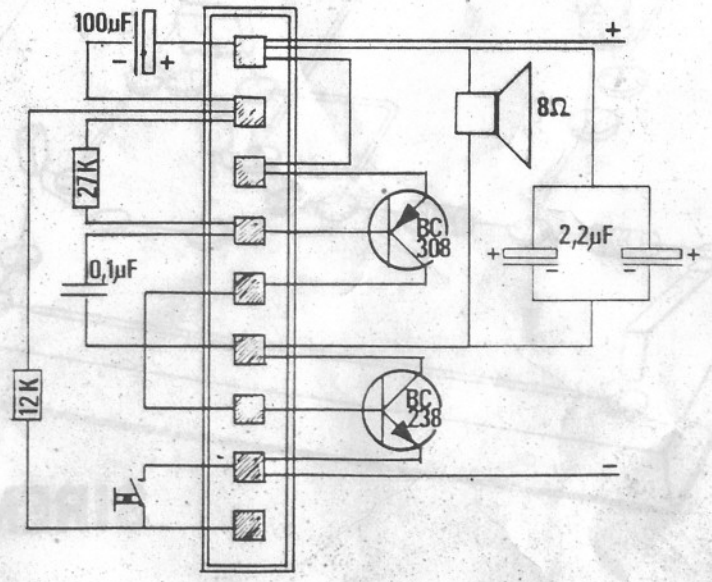 100µF
- +
+
8Ω
27K
BC
308
2,2µF
+ - - +
0,1µF
12K
BC
238
-